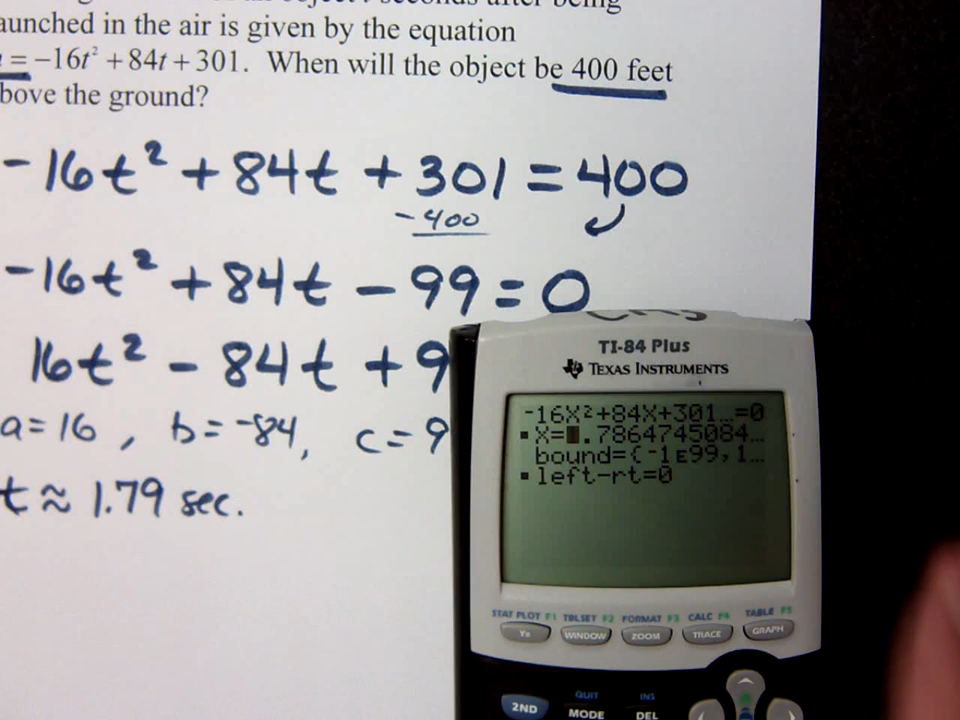 launched in the air is given by the equation
= −16t² + 84t + 301. When will the object be 400 feet
above the ground?
-16t² + 84t + 301 = 400
-400
-16t² + 84t - 99 = 0
16t² - 84t + 9
a=16, b=-84, c=9
t ≈ 1.79 sec.
TI-84 Plus
TEXAS INSTRUMENTS
-16X²+84X+301…=0
X=.7864745084…
bound={-1E99,1…
left-rt=0
STAT PLOT F1 TBLSET F2 FORMAT F3 CALC F4 TABLE F5
Y= WINDOW ZOOM TRACE GRAPH
QUIT INS
2ND MODE DEL